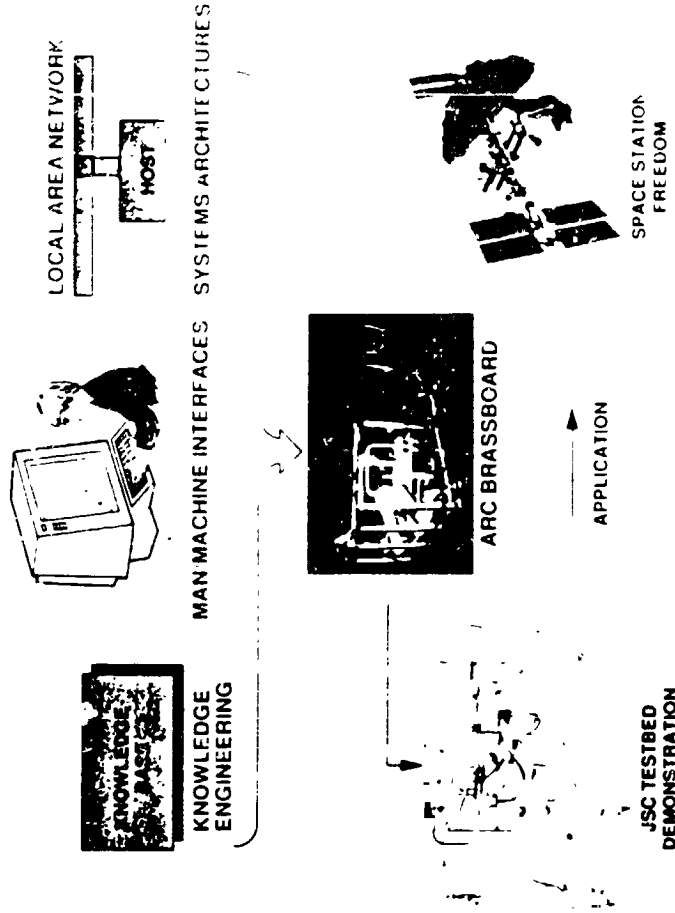 LOCAL AREA NETWORK
HOST
SYSTEMS ARCHITECTURES
MAN/MACHINE INTERFACES
KNOWLEDGE
BASE
KNOWLEDGE
ENGINEERING
ARC BRASSBOARD
APPLICATION
SPACE STATION
FREEDOM
JSC TESTBED
DEMONSTRATION